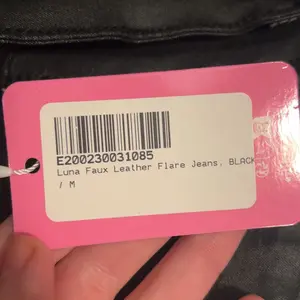 E200230031085
Luna Faux Leather Flare Jeans, BLACK
/ M